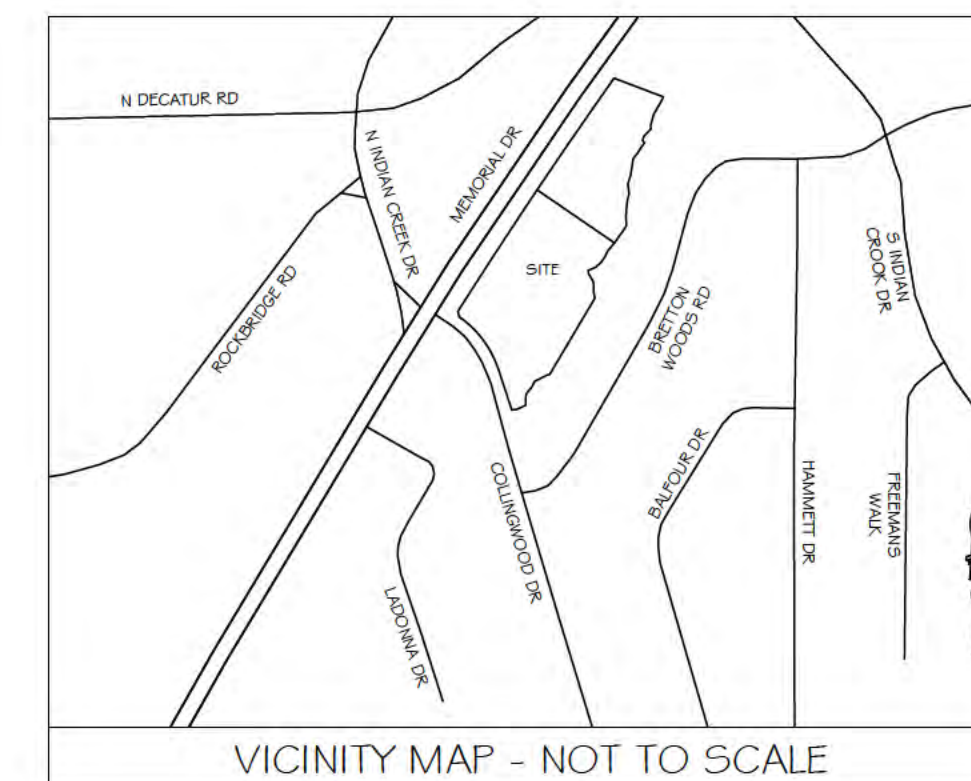 N DECATUR RD
N INDIAN CREEK DR
MEMORIAL DR
ROCKBRIDGE RD
SITE
S INDIAN
CROOK DR
BRETTON
WOODS RD
BALFOUR DR
COLLINGWOOD DR
HAMMETT DR
FREEMANS
WALK
LADONNA DR
VICINITY MAP - NOT TO SCALE